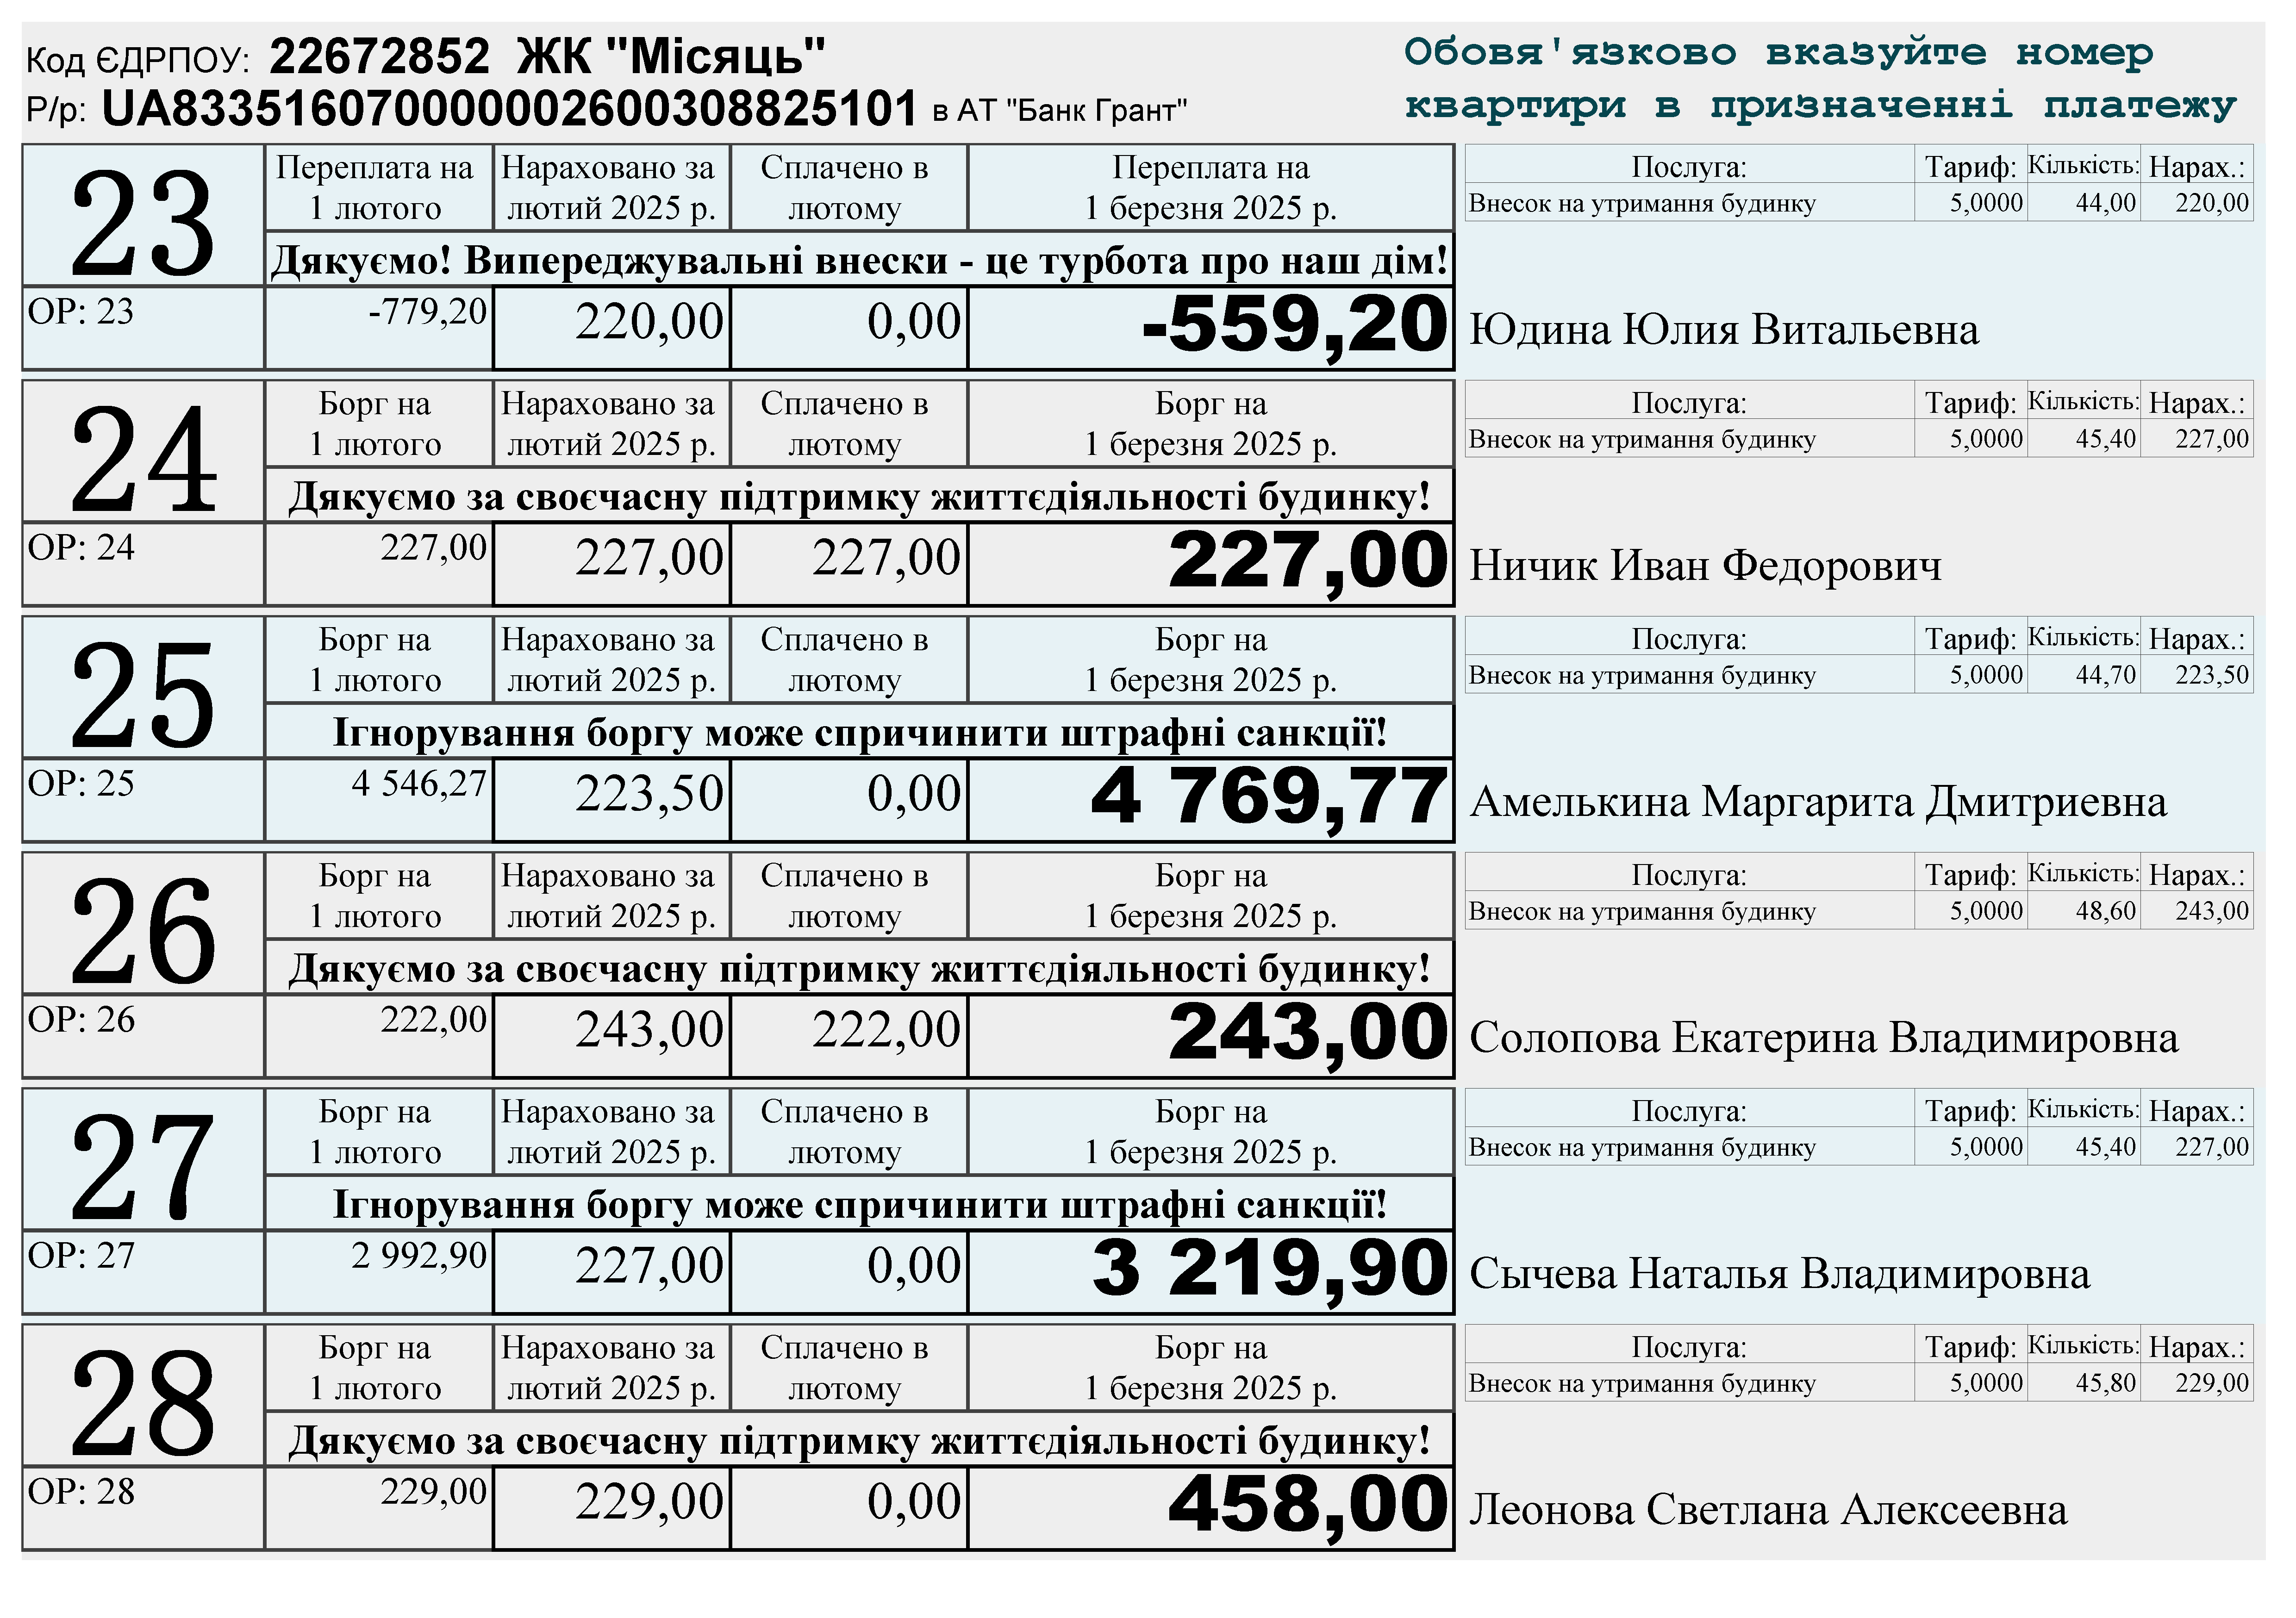 Код ЄДРПОУ: 22672852 ЖК "Місяць"
Р/р: UA833516070000002600308825101 в АТ "Банк Грант"
Обовя'язково вказуйте номер
квартири в призначенні платежу
23
Переплата на
1 лютого
Нараховано за
лютий 2025 р.
Сплачено в
лютому
Переплата на
1 березня 2025 р.
Дякуємо! Випереджувальні внески - це турбота про наш дім!
ОР: 23 -779,20 220,00 0,00 -559,20
Послуга: Тариф: Кількість: Нарах.:
Внесок на утримання будинку 5,0000 44,00 220,00
Юдина Юлия Витальевна
24
Борг на
1 лютого
Нараховано за
лютий 2025 р.
Сплачено в
лютому
Борг на
1 березня 2025 р.
Дякуємо за своєчасну підтримку життєдіяльності будинку!
ОР: 24 227,00 227,00 227,00 227,00
Послуга: Тариф: Кількість: Нарах.:
Внесок на утримання будинку 5,0000 45,40 227,00
Ничик Иван Федорович
25
Борг на
1 лютого
Нараховано за
лютий 2025 р.
Сплачено в
лютому
Борг на
1 березня 2025 р.
Ігнорування боргу може спричинити штрафні санкції!
ОР: 25 4 546,27 223,50 0,00 4 769,77
Послуга: Тариф: Кількість: Нарах.:
Внесок на утримання будинку 5,0000 44,70 223,50
Амелькина Маргарита Дмитриевна
26
Борг на
1 лютого
Нараховано за
лютий 2025 р.
Сплачено в
лютому
Борг на
1 березня 2025 р.
Дякуємо за своєчасну підтримку життєдіяльності будинку!
ОР: 26 222,00 243,00 222,00 243,00
Послуга: Тариф: Кількість: Нарах.:
Внесок на утримання будинку 5,0000 48,60 243,00
Солопова Екатерина Владимировна
27
Борг на
1 лютого
Нараховано за
лютий 2025 р.
Сплачено в
лютому
Борг на
1 березня 2025 р.
Ігнорування боргу може спричинити штрафні санкції!
ОР: 27 2 992,90 227,00 0,00 3 219,90
Послуга: Тариф: Кількість: Нарах.:
Внесок на утримання будинку 5,0000 45,40 227,00
Сычева Наталья Владимировна
28
Борг на
1 лютого
Нараховано за
лютий 2025 р.
Сплачено в
лютому
Борг на
1 березня 2025 р.
Дякуємо за своєчасну підтримку життєдіяльності будинку!
ОР: 28 229,00 229,00 0,00 458,00
Послуга: Тариф: Кількість: Нарах.:
Внесок на утримання будинку 5,0000 45,80 229,00
Леонова Светлана Алексеевна